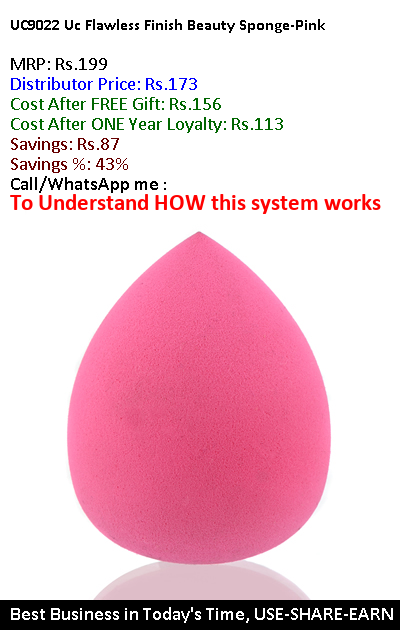 UC9022 Uc Flawless Finish Beauty Sponge-Pink
MRP: Rs.199
Distributor Price: Rs.173
Cost After FREE Gift: Rs.156
Cost After ONE Year Loyalty: Rs.113
Savings: Rs.87
Savings %: 43%
Call/WhatsApp me :
To Understand HOW this system works
Best Business in Today's Time, USE-SHARE-EARN